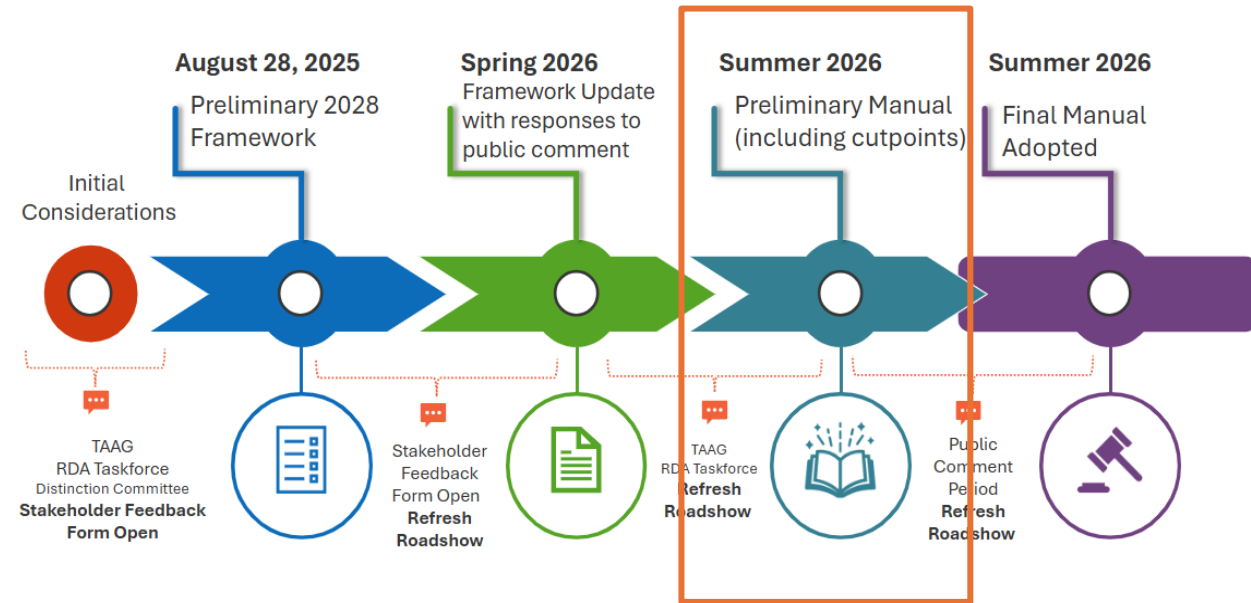 Initial
Considerations
August 28, 2025
Preliminary 2028
Framework
Spring 2026
Framework Update
with responses to
public comment
Summer 2026
Preliminary Manual
(including cutpoints)
Summer 2026
Final Manual
Adopted
TAAG
RDA Taskforce
Distinction Committee
Stakeholder Feedback
Form Open
Stakeholder
Feedback
Form Open
Refresh
Roadshow
TAAG
RDA Taskforce
Refresh
Roadshow
Public
Comment
Period
Refresh
Roadshow